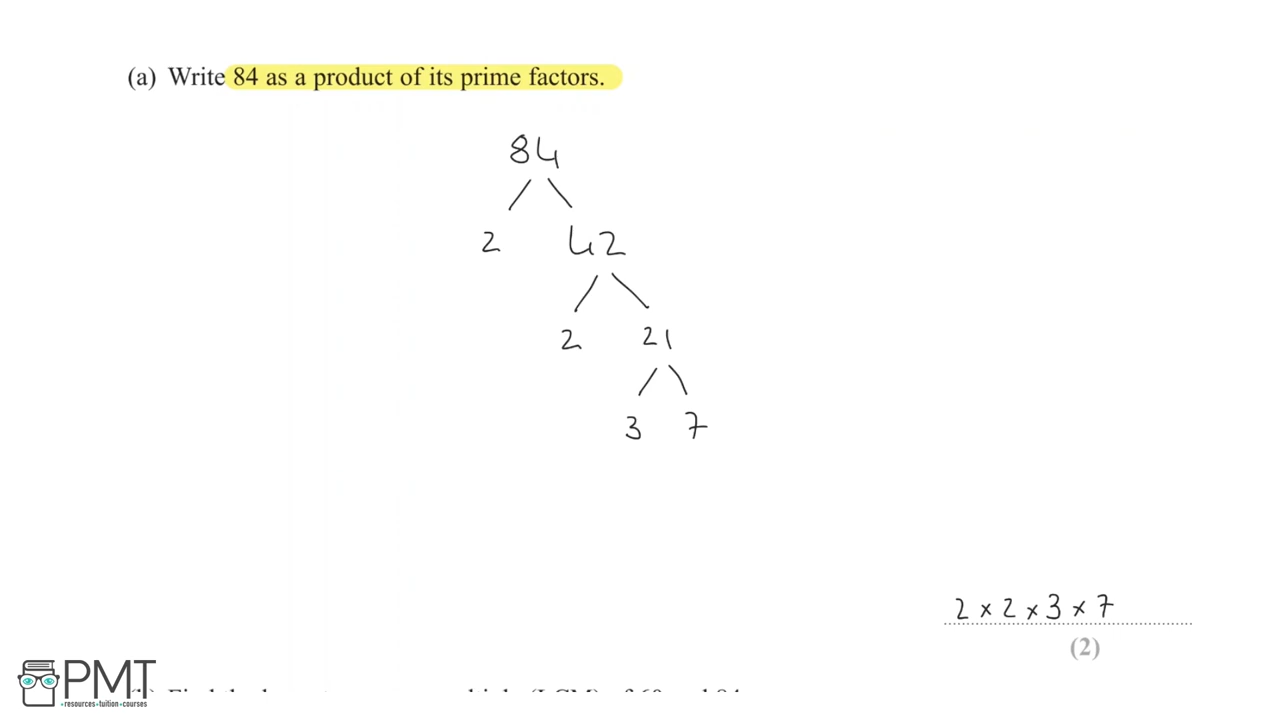 (a) Write 84 as a product of its prime factors.
84
2 42
2 21
3 7
2 × 2 × 3 × 7
(2)
PMT
•resources•tuition•courses